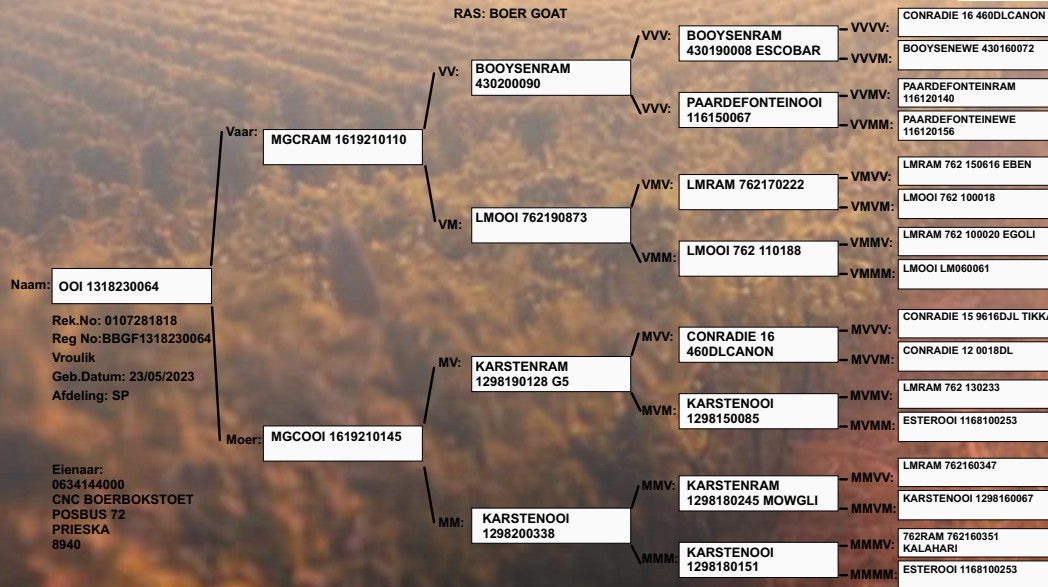 RAS: BOER GOAT
Naam:
OOI 1318230064
Rek.No: 0107281818
Reg No:BBGF1318230064
Vroulik
Geb.Datum: 23/05/2023
Afdeling: SP
Eienaar:
0634144000
CNC BOERBOKSTOET
POSBUS 72
PRIESKA
8940
Vaar:
MGCRAM 1619210110
Moer:
MGCOOI 1619210145
VV:
BOOYSENRAM
430200090
VM:
LMOOI 762190873
MV:
KARSTENRAM
1298190128 G5
MM:
KARSTENOOI
1298200338
VVV:
BOOYSENRAM
430190008 ESCOBAR
VVV:
PAARDEFONTEINOOI
116150067
VMV:
LMRAM 762170222
VMM:
LMOOI 762 110188
MVV:
CONRADIE 16
460DLCANON
MVM:
KARSTENOOI
1298150085
MMV:
KARSTENRAM
1298180245 MOWGLI
MMM:
KARSTENOOI
1298180151
VVVV:
CONRADIE 16 460DLCANON
VVVM:
BOOYSENEWE 430160072
VVMV:
PAARDEFONTEINRAM
116120140
VVMM:
PAARDEFONTEINEWE
116120156
VMVV:
LMRAM 762 150616 EBEN
VMVM:
LMOOI 762 100018
VMMV:
LMRAM 762 100020 EGOLI
VMMM:
LMOOI LM060061
MVVV:
CONRADIE 15 9616DJL TIKKA
MVVM:
CONRADIE 12 0018DL
MVMV:
LMRAM 762 130233
MVMM:
ESTEROOI 1168100253
MMVV:
LMRAM 762160347
MMVM:
KARSTENOOI 1298160067
MMMV:
762RAM 762160351
KALAHARI
MMMM:
ESTEROOI 1168100253